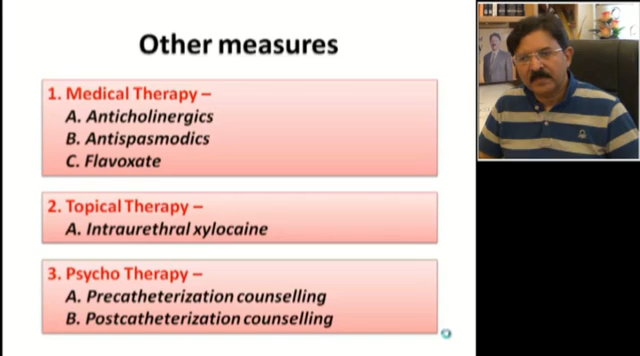 Other measures
1. Medical Therapy –
A. Anticholinergics
B. Antispasmodics
C. Flavoxate
2. Topical Therapy –
A. Intraurethral xylocaine
3. Psycho Therapy –
A. Precatheterization counselling
B. Postcatheterization counselling